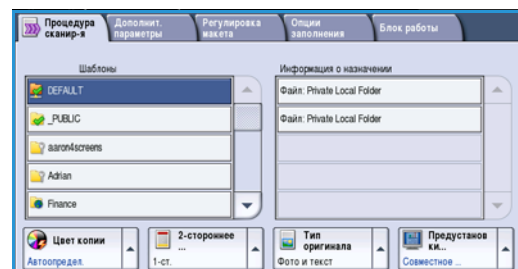 Процедура
сканир-я
Дополнит.
параметры
Регулировка
макета
Опции
заполнения
Блок работы
Шаблоны
Информация о назначении
DEFAULT
_PUBLIC
aaron4screens
Adrian
Finance
Файл: Private Local Folder
Файл: Private Local Folder
Цвет копии
Автоопредел.
2-стороннее
...
1-ст.
Тип
оригинала
Фото и текст
Предустанов
ки...
Совместное ...